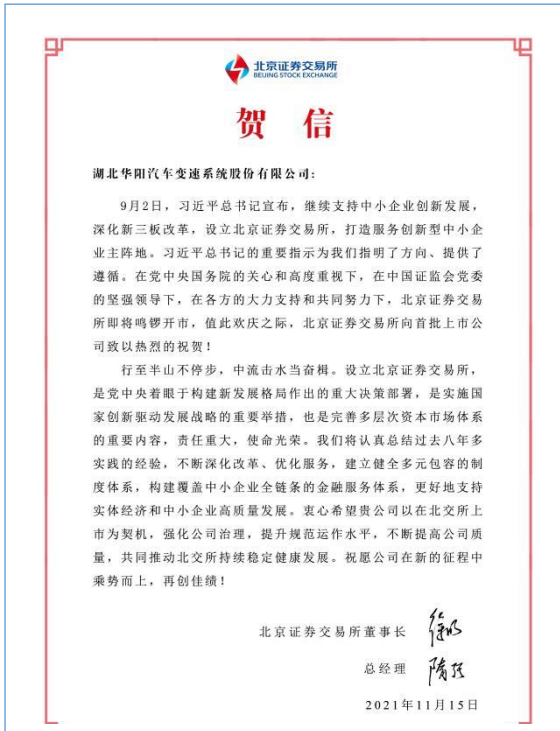 北京证券交易所
BEIJING STOCK EXCHANGE
贺 信
湖北华阳汽车变速系统股份有限公司：
9月2日，习近平总书记宣布，继续支持中小企业创新发展，
深化新三板改革，设立北京证券交易所，打造服务创新型中小企
业主阵地。习近平总书记的重要指示为我们指明了方向、提供了
遵循。在党中央国务院的关心和高度重视下，在中国证监会党委
的坚强领导下，在各方的大力支持和共同努力下，北京证券交易
所即将鸣锣开市，值此欢庆之际，北京证券交易所向首批上市公
司致以热烈的祝贺！
行至半山不停步，中流击水当奋楫。设立北京证券交易所，
是党中央着眼于构建新发展格局作出的重大决策部署，是实施国
家创新驱动发展战略的重要举措，也是完善多层次资本市场体系
的重要内容，责任重大，使命光荣。我们将认真总结过去八年多
实践的经验，不断深化改革、优化服务，建立健全多元包容的制
度体系，构建覆盖中小企业全链条的金融服务体系，更好地支持
实体经济和中小企业高质量发展。衷心希望贵公司以在北交所上
市为契机，强化公司治理，提升规范运作水平，不断提高公司质
量，共同推动北交所持续稳定健康发展。祝愿公司在新的征程中
乘势而上，再创佳绩！
北京证券交易所董事长 徐明
总经理 隋强
2021年11月15日